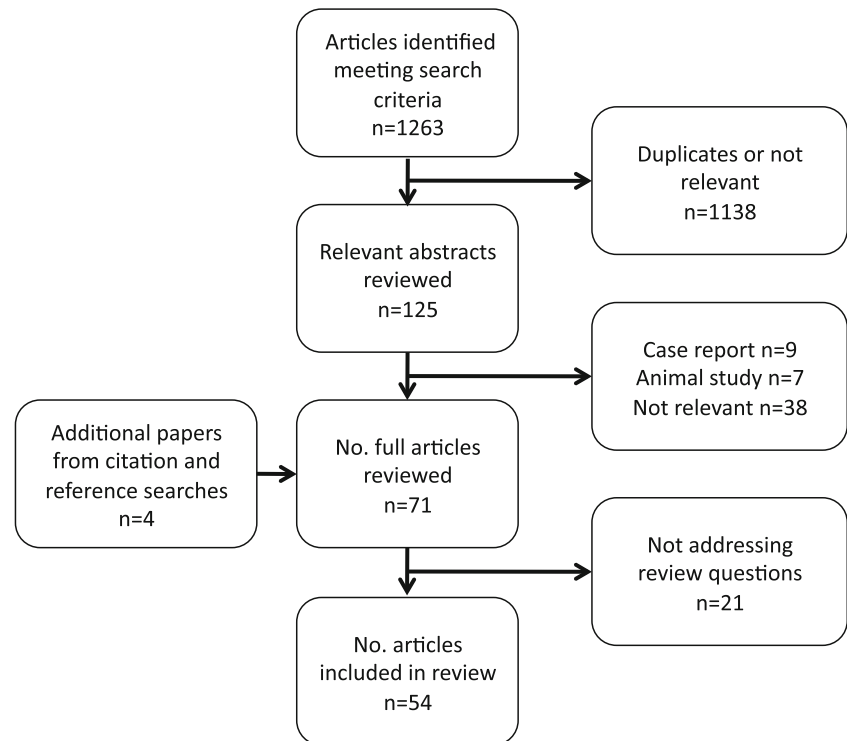 Articles identified
meeting search
criteria
n=1263
Duplicates or not
relevant
n=1138
Relevant abstracts
reviewed
n=125
Case report n=9
Animal study n=7
Not relevant n=38
Additional papers
from citation and
reference searches
n=4
No. full articles
reviewed
n=71
Not addressing
review questions
n=21
No. articles
included in review
n=54